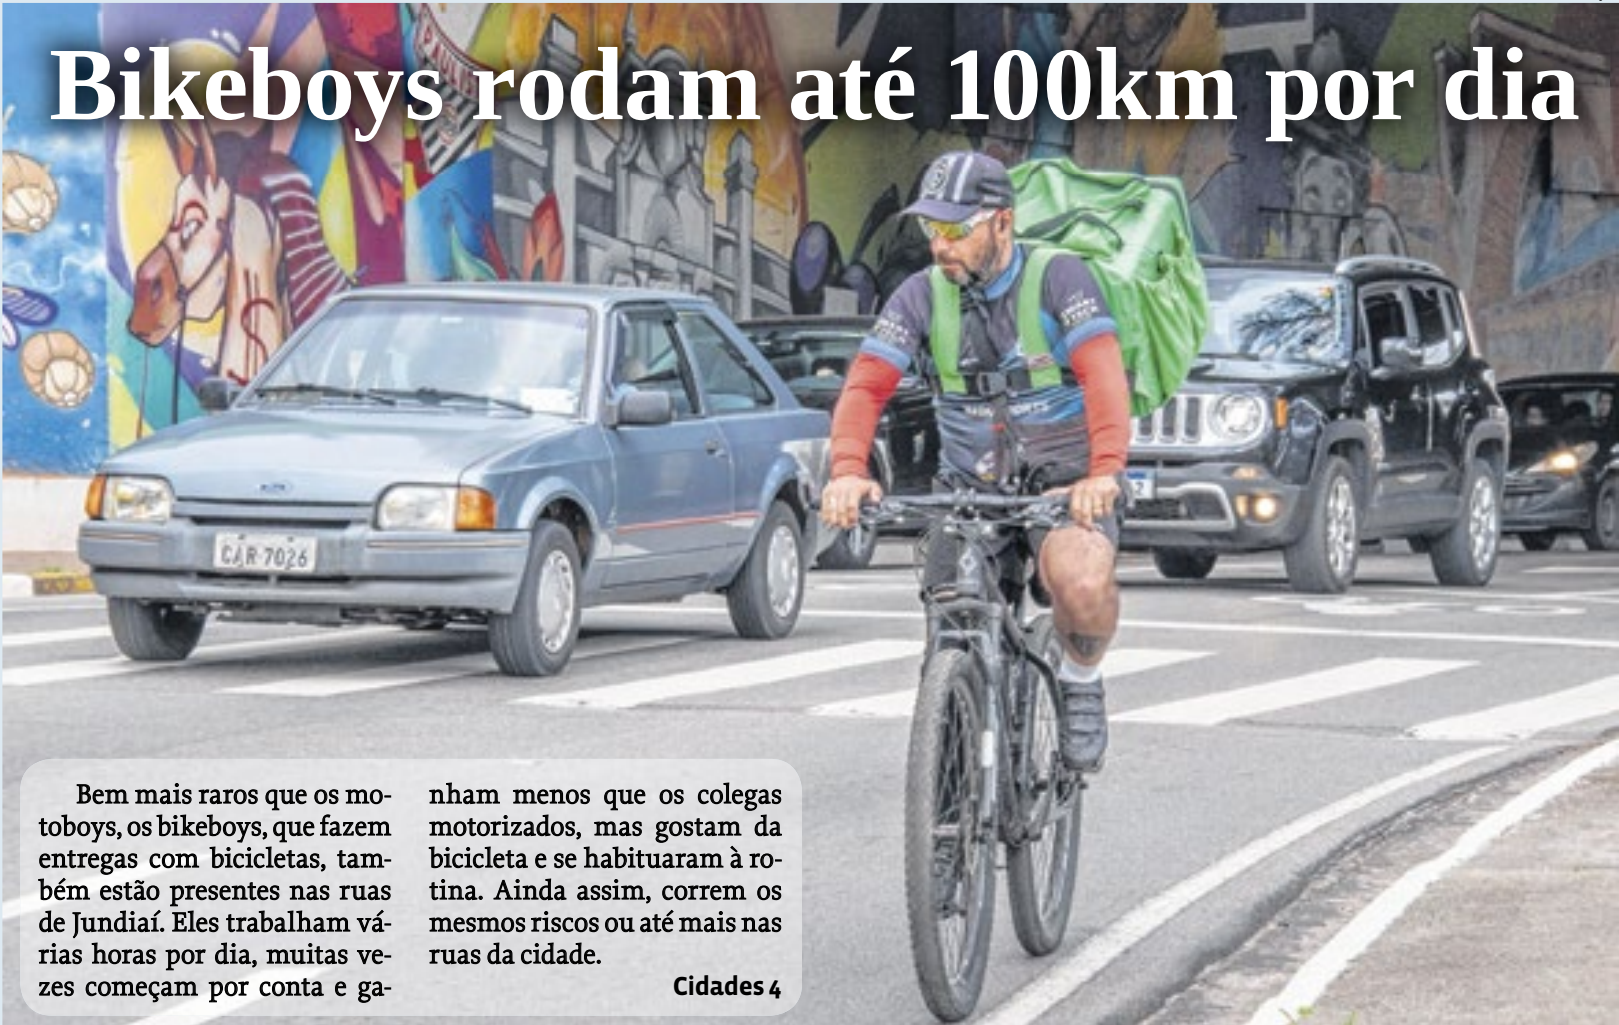 Bikeboys rodam até 100km por dia
PAULIS
CAR 7026
Bem mais raros que os mo-
toboys, os bikeboys, que fazem
entregas com bicicletas, tam-
bém estão presentes nas ruas
de Jundiaí. Eles trabalham vá-
rias horas por dia, muitas ve-
zes começam por conta e ga-
nham menos que os colegas
motorizados, mas gostam da
bicicleta e se habituaram à ro-
tina. Ainda assim, correm os
mesmos riscos ou até mais nas
ruas da cidade.
Cidades 4